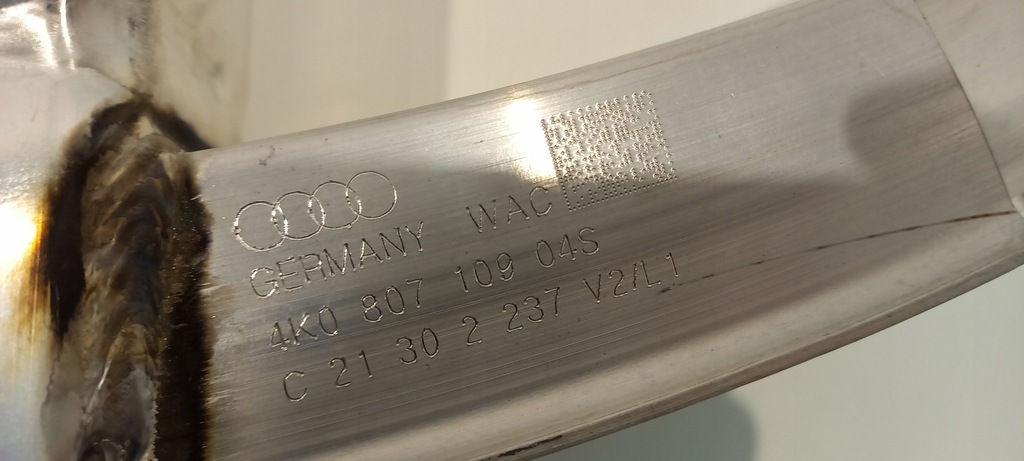 GERMANY WAC
4K0 807 109 04S
C 21 30 2 237 V2/L1